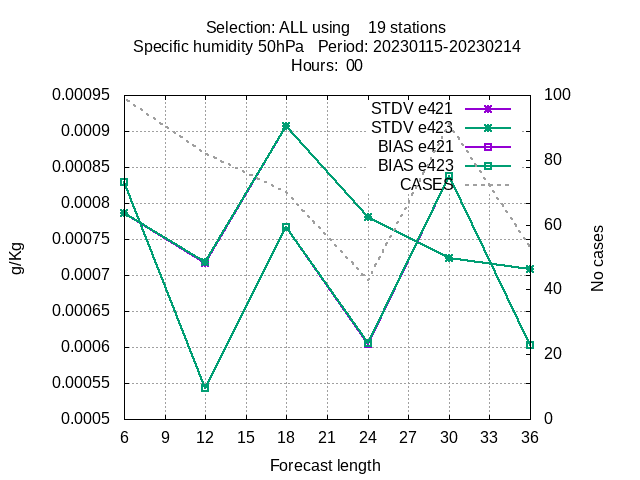 Selection: ALL using    19 stations
Specific humidity 50hPa   Period: 20230115-20230214
Hours:  00
0.00095
0.0009
0.00085
0.0008
0.00075
0.0007
0.00065
0.0006
0.00055
0.0005
g/Kg
STDV e421
STDV e423
BIAS e421
BIAS e423
CASES
100
80
60
40
20
0
No cases
6 9 12 15 18 21 24 27 30 33 36
Forecast length